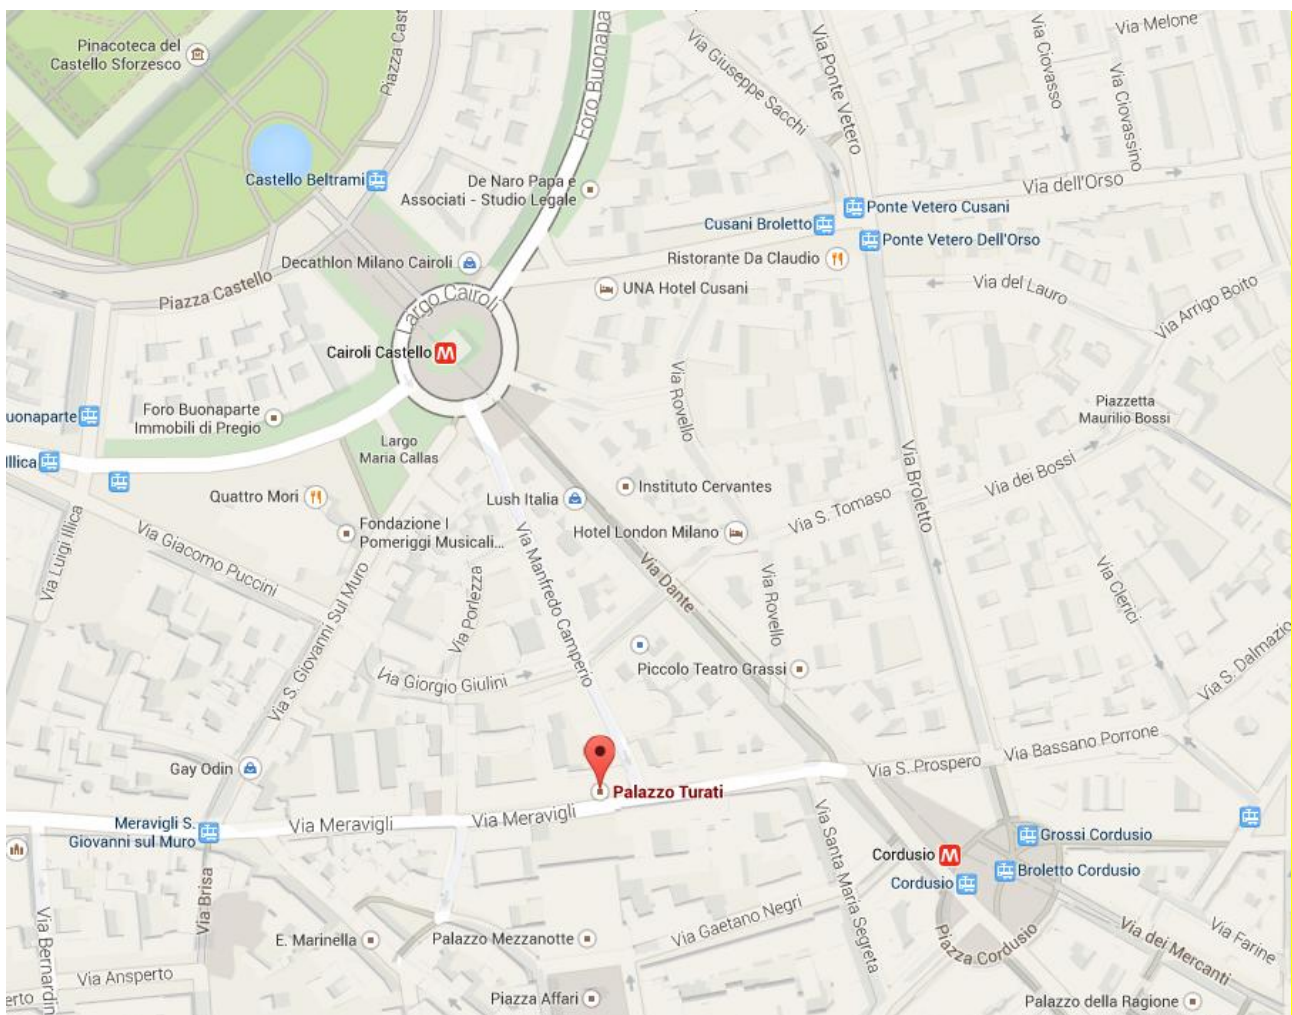 Pinacoteca del
Castello Sforzesco
Piazza Cast
Foro Buonapa
Via Giuseppe Sacchi
Via Ponte Vetero
Via Ciovasso
Via Melone
Via Ciovassino
Castello Beltrami
De Naro Papa e
Associati - Studio Legale
Via dell'Orso
Ponte Vetero Cusani
Cusani Broletto
Ponte Vetero Dell'Orso
Decathlon Milano Cairoli
Ristorante Da Claudio
Piazza Castello
Largo Cairoli
UNA Hotel Cusani
Via del Lauro
Via Arrigo Boito
Cairoli Castello
M
Via Rovello
uonaparte
Foro Buonaparte
Immobili di Pregio
Piazzetta
Maurilio Bossi
Largo
Maria Callas
Illica
Via Broletto
Via dei Bossi
Quattro Mori
Lush Italia
Instituto Cervantes
Via S. Tomaso
Fondazione I
Pomeriggi Musicali...
Hotel London Milano
Via Luigi Illica
Via Giacomo Puccini
Via S. Giovanni Sul Muro
Via Porlezza
Via Manfredo Camperio
Via Dante
Via Rovello
Via Clerici
Via Giorgio Giulini
Piccolo Teatro Grassi
Via S. Dalmazio
Gay Odin
Via S. Prospero
Via Bassano Porrone
Palazzo Turati
Meravigli S.
Giovanni sul Muro
Via Meravigli
Via Meravigli
Via Santa Maria Segreta
Grossi Cordusio
Cordusio
M
Cordusio
Broletto Cordusio
Via Brisa
Via Bernardin
E. Marinella
Palazzo Mezzanotte
Via Gaetano Negri
Piazza Cordusio
Via dei Mercanti
Via Farine
Via Ansperto
erto
Piazza Affari
Palazzo della Ragione